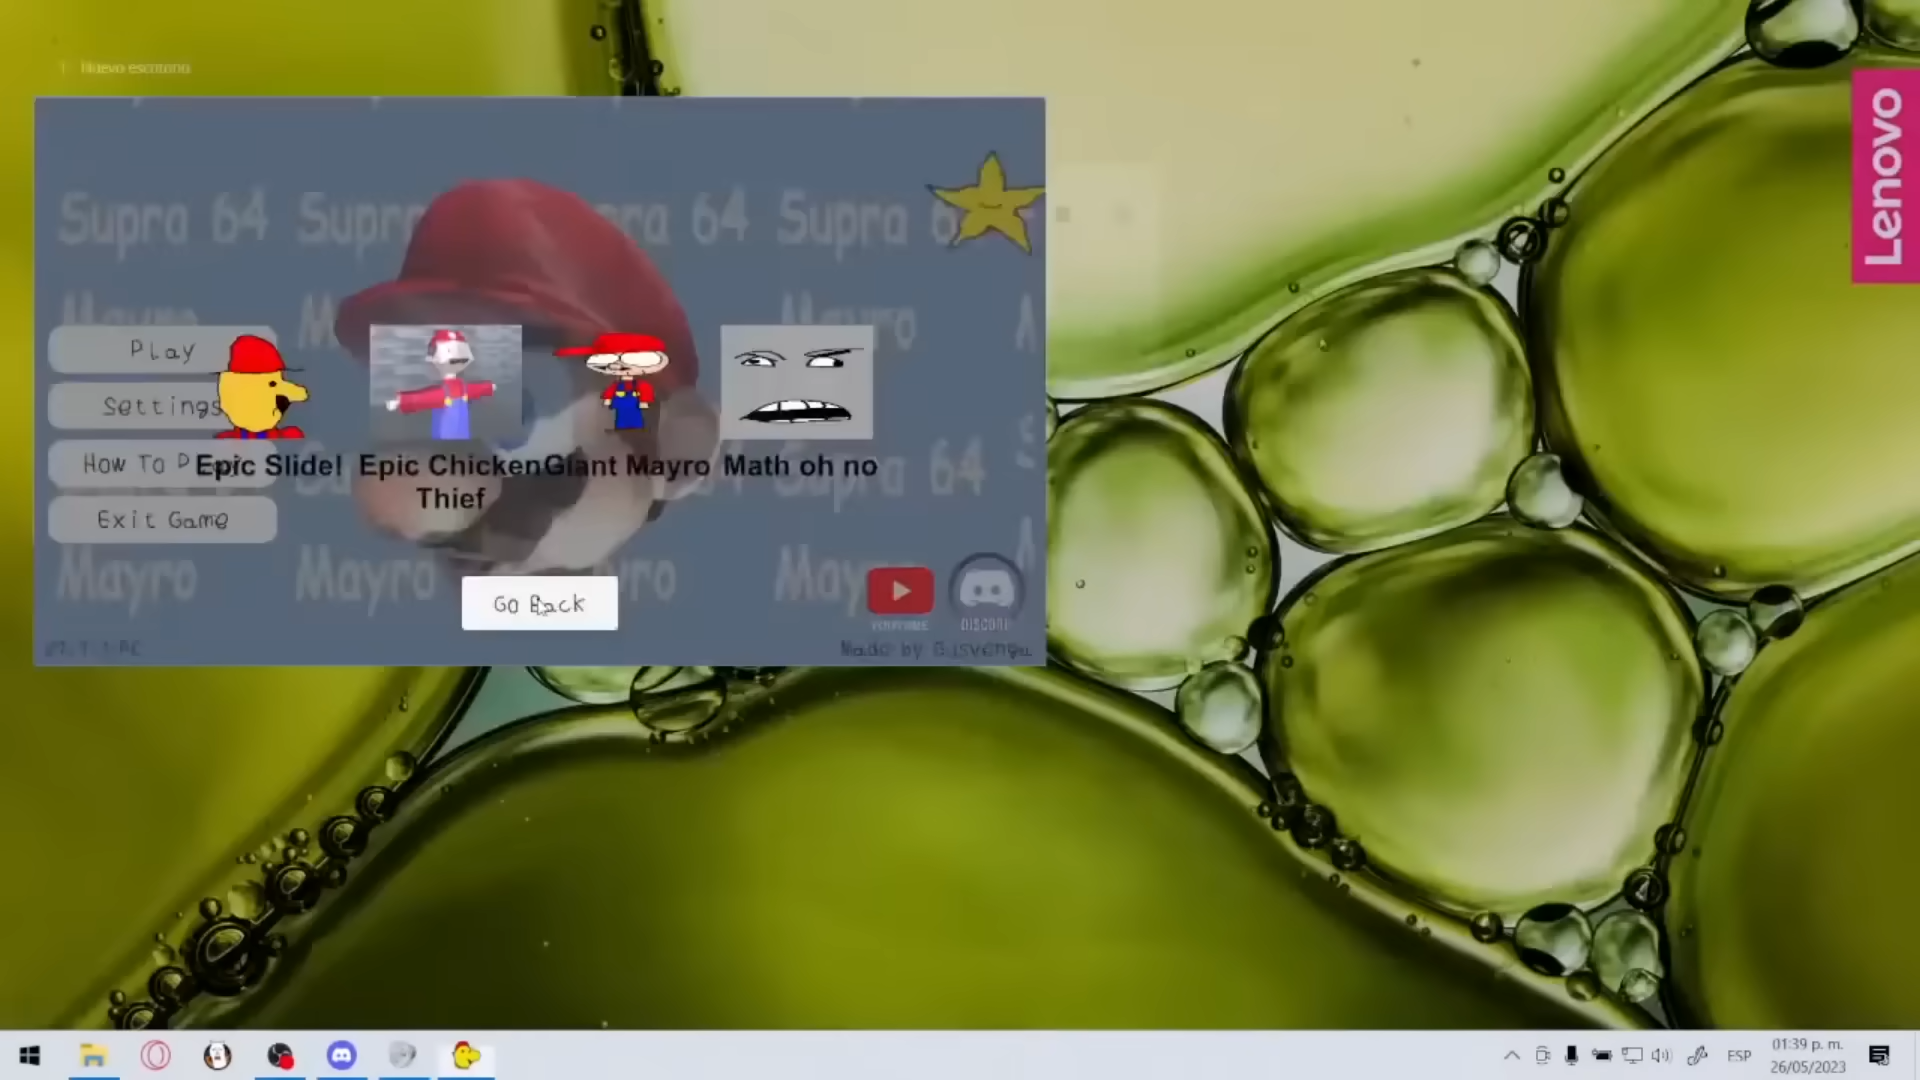 1 Nuevo escritorio
Lenovo
Supra 64 Supra 64 Supra 6
Mayro
Play
Settings
How To P
Exit Game
Epic Slide!
Epic Chicken
Thief
Giant Mayro
Math oh no
64
Mayro Mayro
Go Back
YOUTUBE
DISCORD
Made by
ESP
01:39 p. m.
26/05/2023